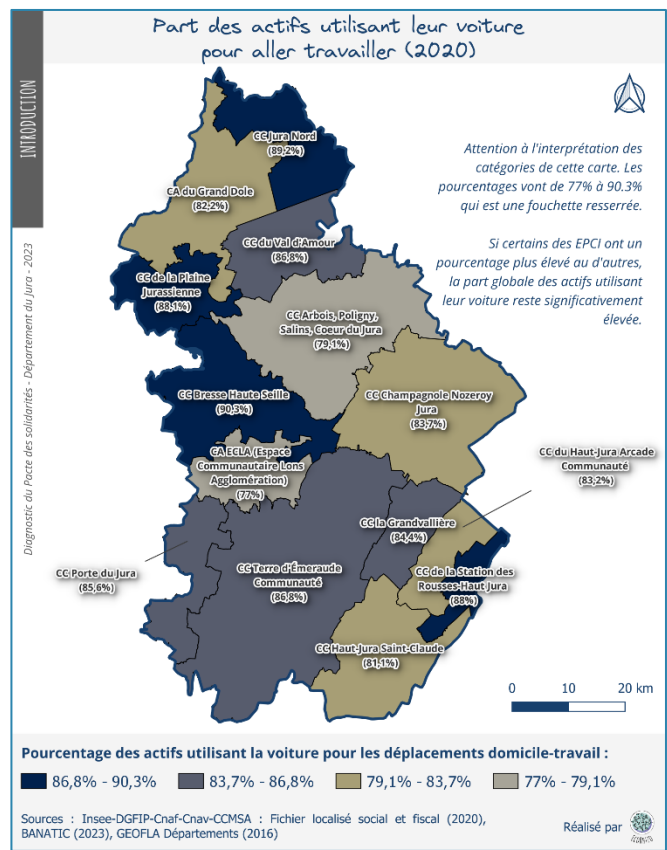 Part des actifs utilisant leur voiture
pour aller travailler (2020)
INTRODUCTION
Diagnostic du Pacte des solidarités - Département du Jura - 2023
Attention à l'interprétation des
catégories de cette carte. Les
pourcentages vont de 77% à 90.3%
qui est une fouchette resserrée.
Si certains des EPCI ont un
pourcentage plus élevé au d'autres,
la part globale des actifs utilisant
leur voiture reste significativement
élevée.
CC Jura Nord
(89,2%)
CA du Grand Dole
(82,2%)
CC du Val d'Amour
(86,8%)
CC de la Plaine
Jurassienne
(88,1%)
CC Arbois, Poligny,
Salins, Coeur du Jura
(79,1%)
CC Bresse Haute Seille
(90,3%)
CC Champagnole Nozeroy
Jura
(83,7%)
CA ECLA (Espace
Communautaire Lons
Agglomération)
(77%)
CC du Haut-Jura Arcade
Communauté
(83,2%)
CC la Grandvallière
(84,4%)
CC Porte du Jura
(85,6%)
CC Terre d'Émeraude
Communauté
(86,8%)
CC de la Station des
Rousses-Haut Jura
(88%)
CC Haut-Jura Saint-Claude
(81,1%)
0 10 20 km
Pourcentage des actifs utilisant la voiture pour les déplacements domicile-travail :
86,8% - 90,3% 83,7% - 86,8% 79,1% - 83,7% 77% - 79,1%
Sources : Insee-DGFIP-Cnaf-Cnav-CCMSA : Fichier localisé social et fiscal (2020),
BANATIC (2023), GEOFLA Départements (2016)
Réalisé par